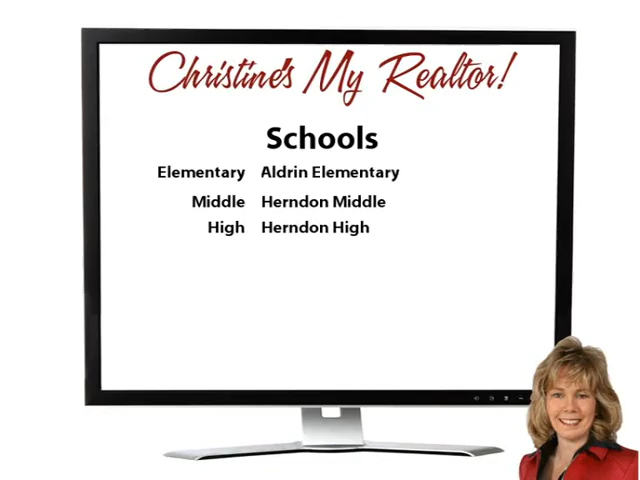 Christine's My Realtor!
Schools
Elementary Aldrin Elementary
Middle Herndon Middle
High Herndon High